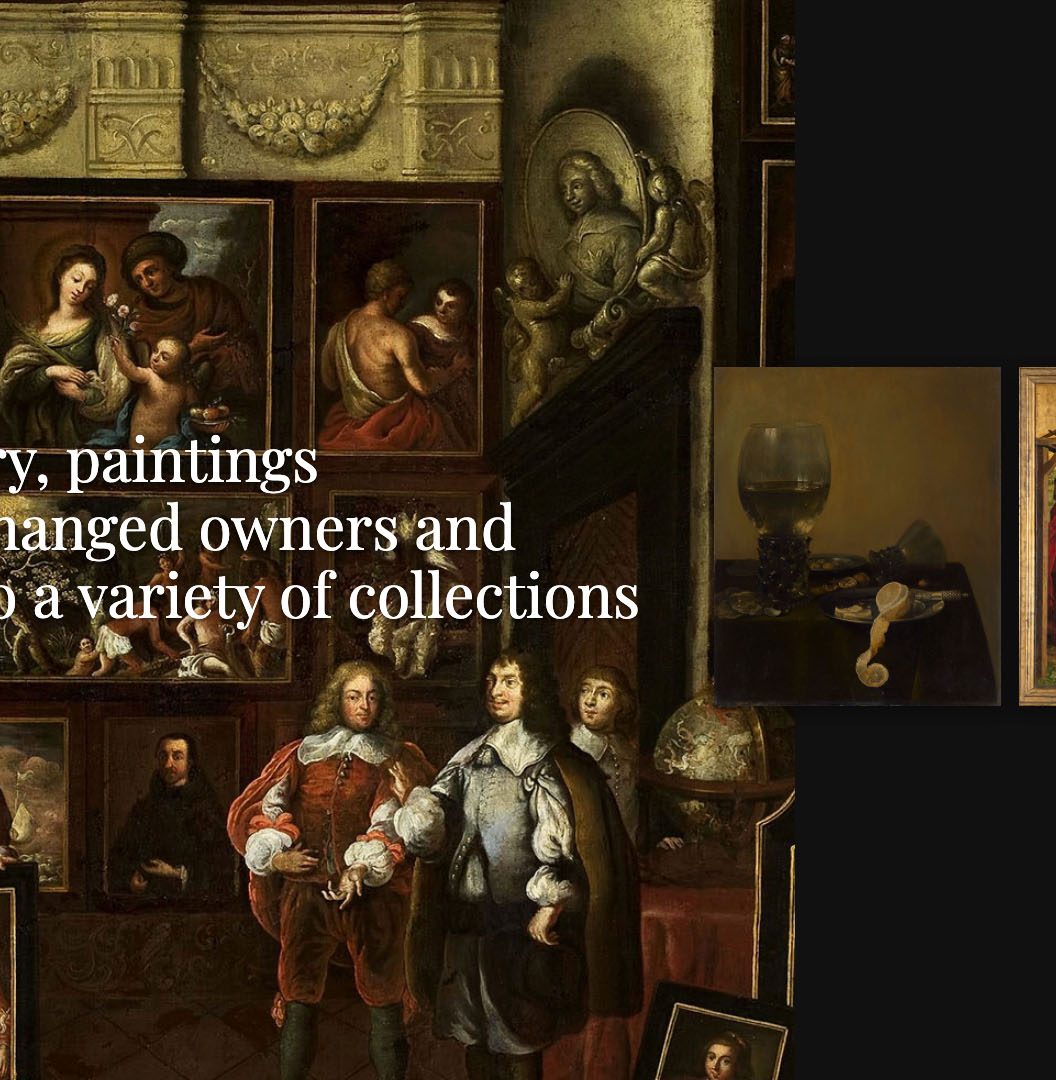 ry, paintings
hanged owners and
o a variety of collections